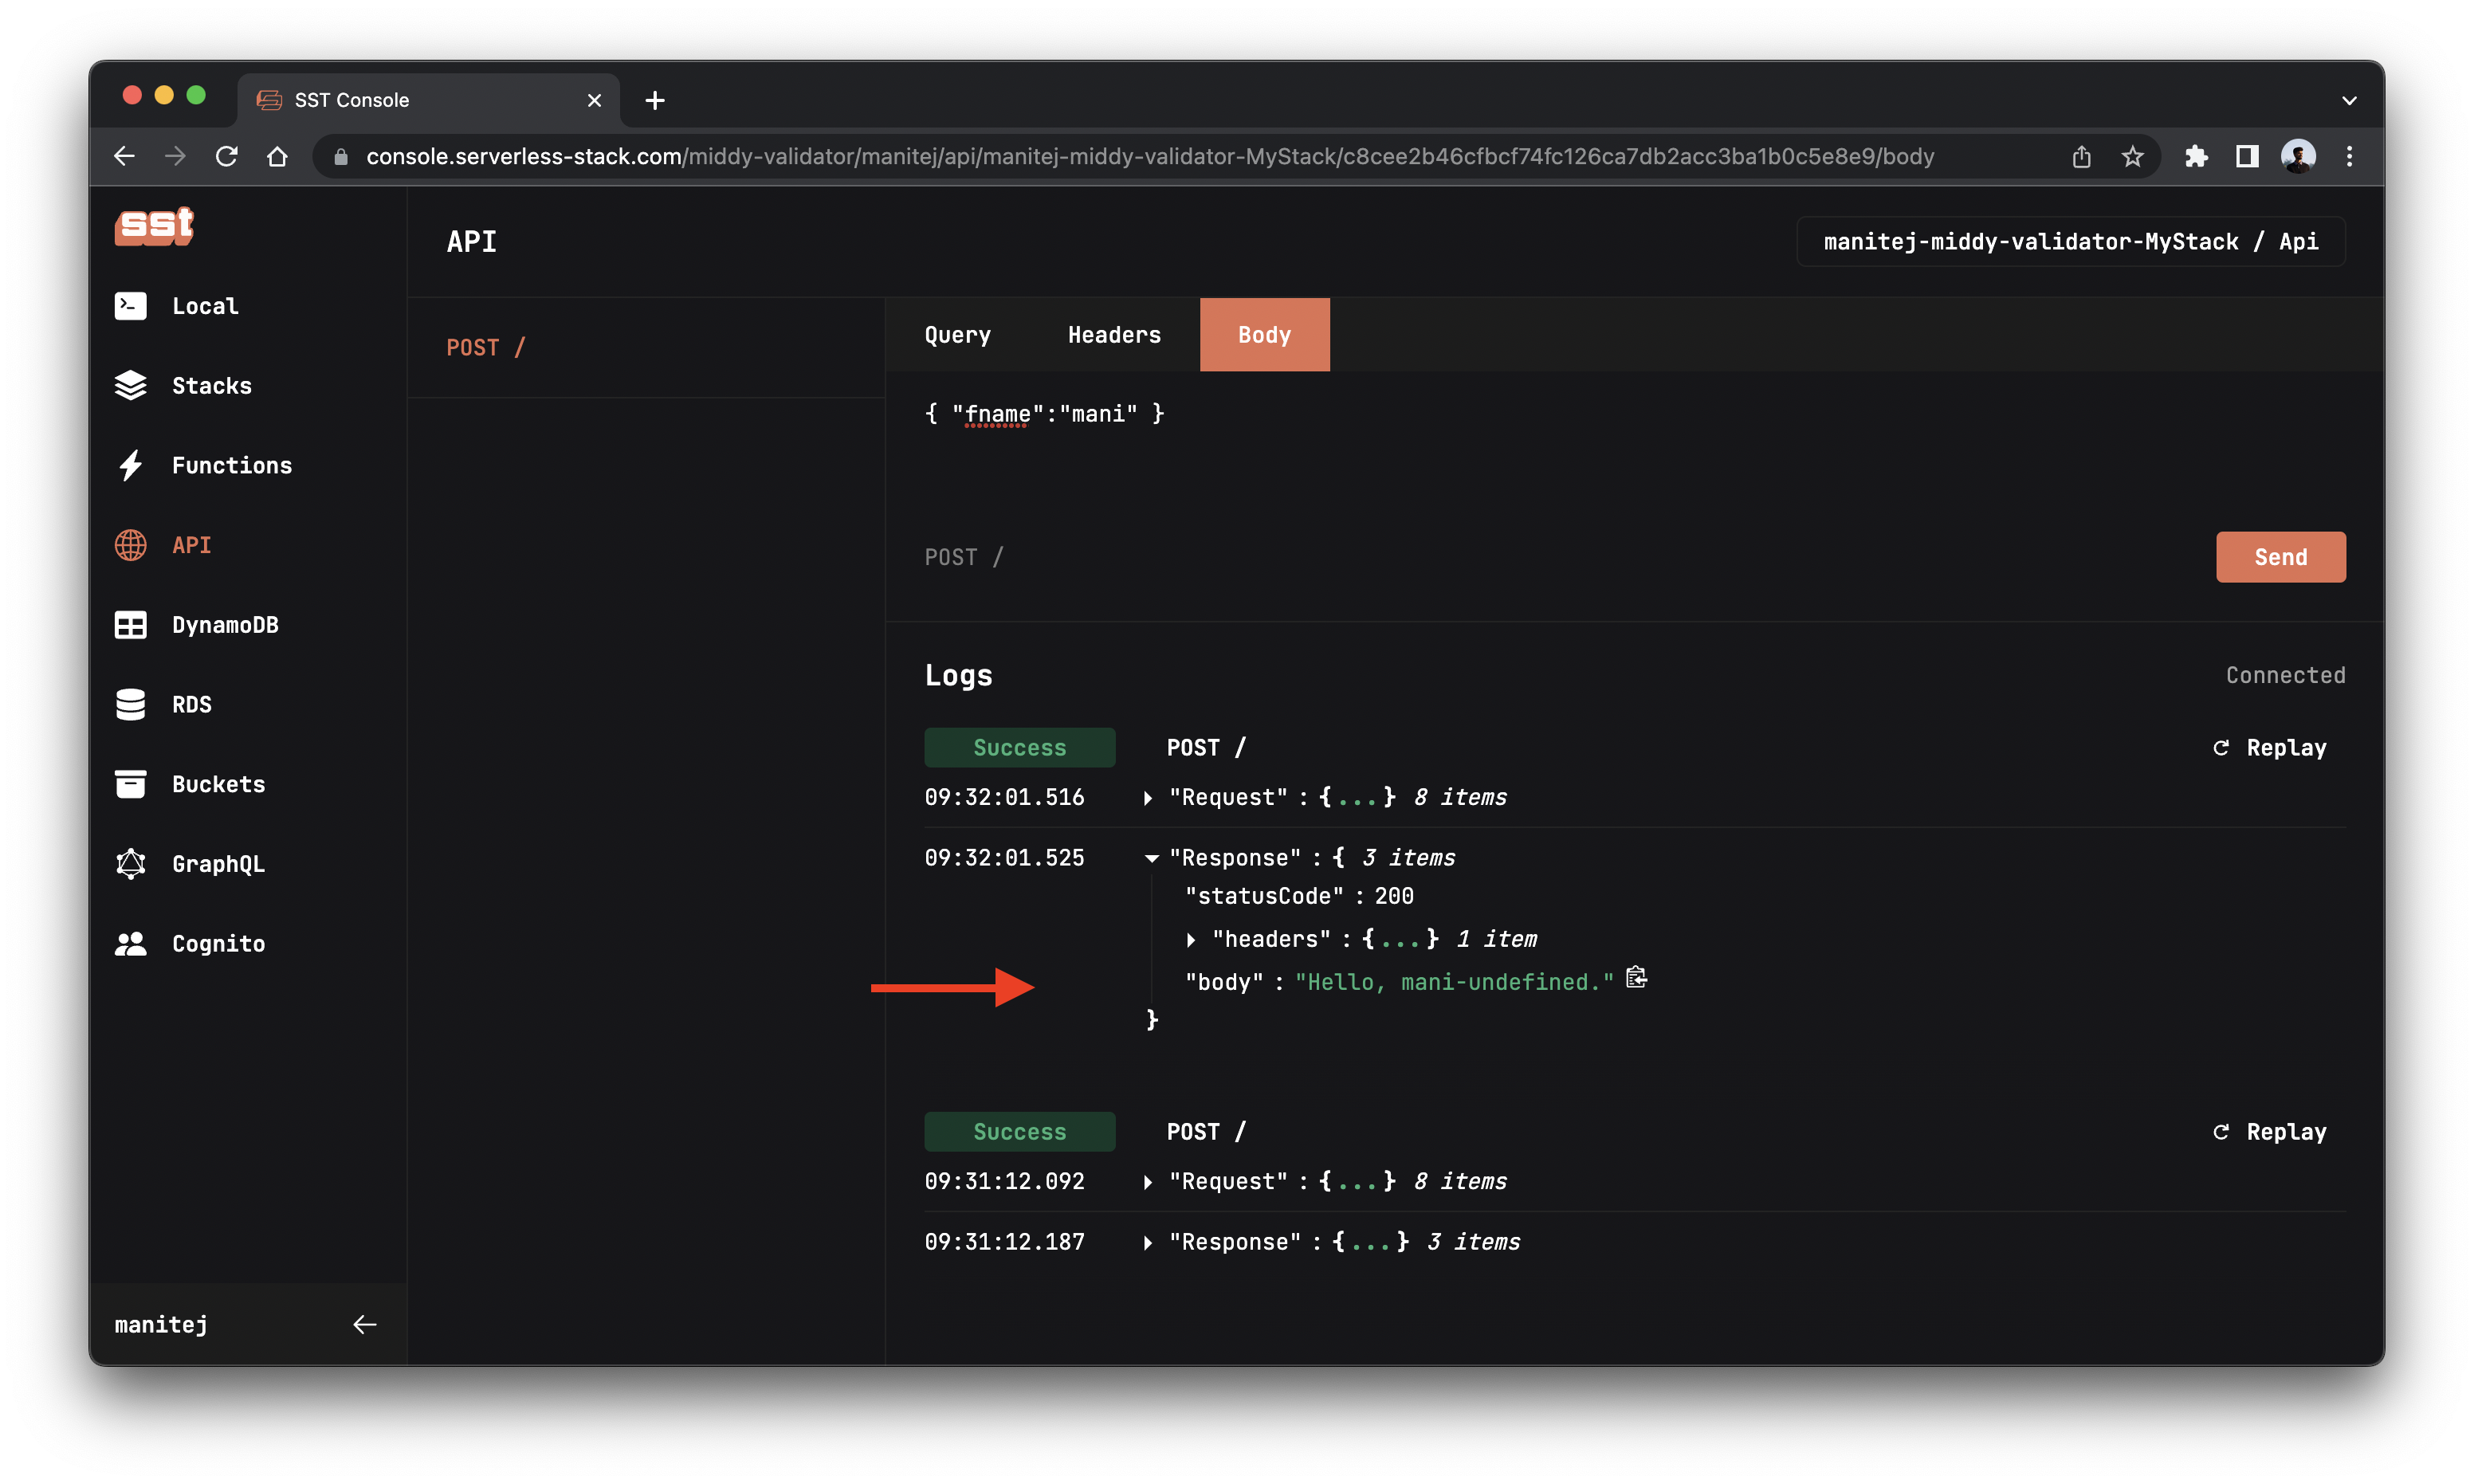 SST Console
console.serverless-stack.com/middy-validator/manitej/api/manitej-middy-validator-MyStack/c8cee2b46cfbcf74fc126ca7db2acc3ba1b0c5e8e9/body
sst
Local
Stacks
Functions
API
DynamoDB
RDS
Buckets
GraphQL
Cognito
manitej
API
manitej-middy-validator-MyStack / Api
POST /
Query Headers Body
{ "fname":"mani" }
POST /
Send
Logs
Connected
Success POST / Replay
09:32:01.516 "Request" : {...} 8 items
09:32:01.525 "Response" : { 3 items
"statusCode" : 200
"headers" : {...} 1 item
"body" : "Hello, mani-undefined."
}
Success POST / Replay
09:31:12.092 "Request" : {...} 8 items
09:31:12.187 "Response" : {...} 3 items